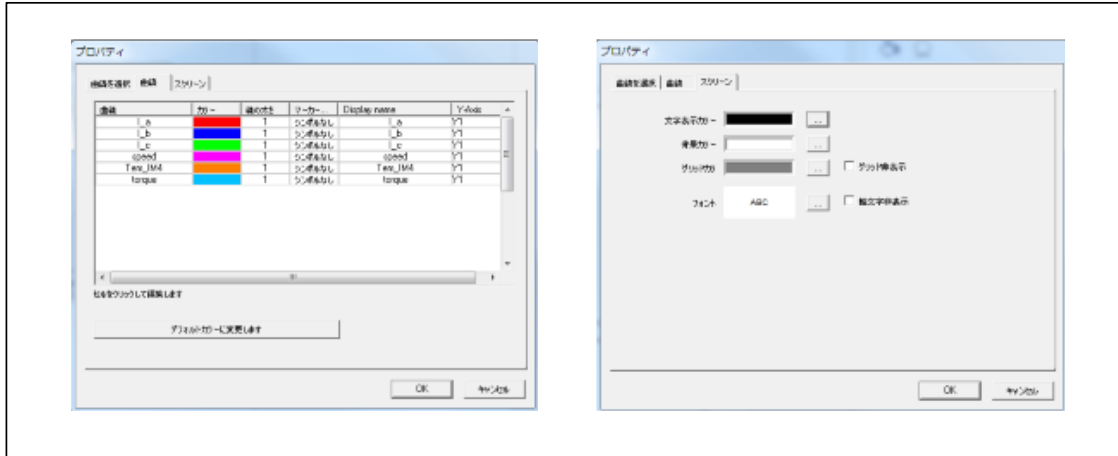 プロパティ
曲線を選択 曲線 スクリーン
曲線 カラー 線の太さ マーカー... Display name Y-Axis
I_a 1 シンボルなし I_a Y1
I_b 1 シンボルなし I_b Y1
I_c 1 シンボルなし I_c Y1
speed 1 シンボルなし speed Y1
Tem_IM4 1 シンボルなし Tem_IM4 Y1
torque 1 シンボルなし torque Y1
セルをクリックして編集します
デフォルトカラーに変更します
OK キャンセル
プロパティ
曲線を選択 曲線 スクリーン
文字表示カラー ...
背景カラー ...
グリッドカラ ... グリッド非表示
フォント ABC ... 軸文字非表示
OK キャンセル